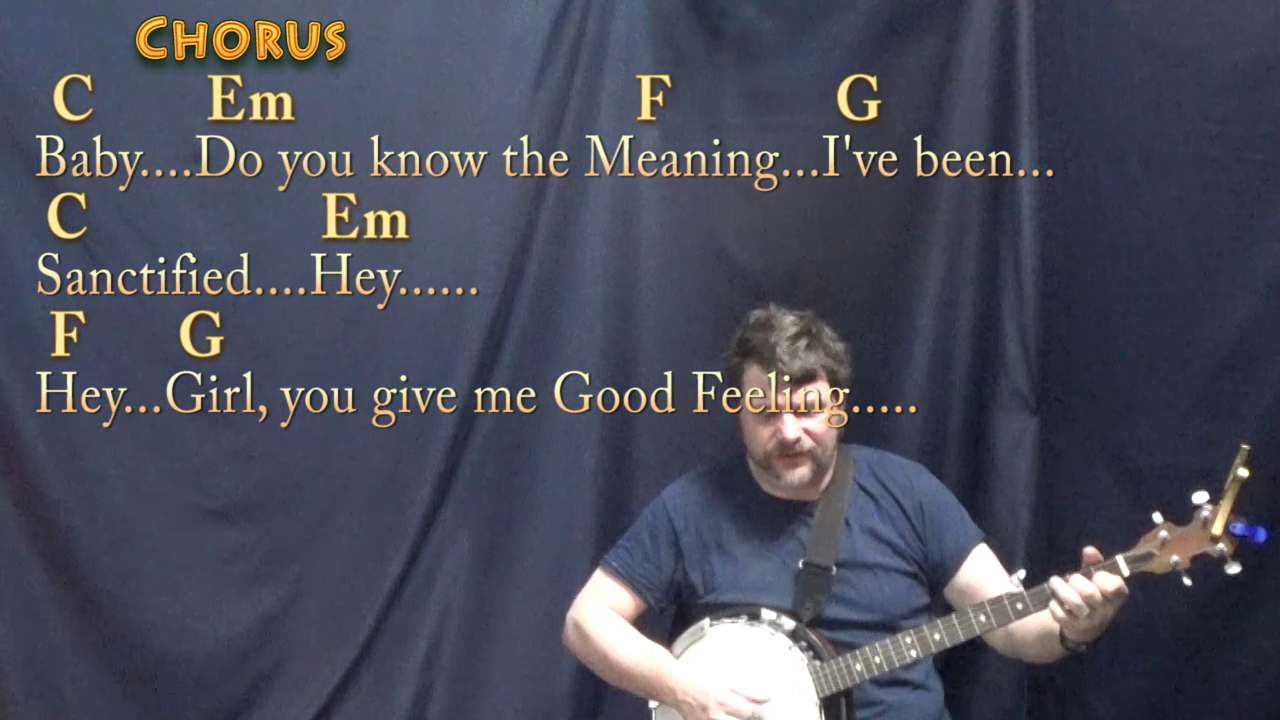 CHORUS
C Em F G
Baby....Do you know the Meaning...I've been...
C Em
Sanctified....Hey......
F G
Hey...Girl, you give me Good Feeling.....